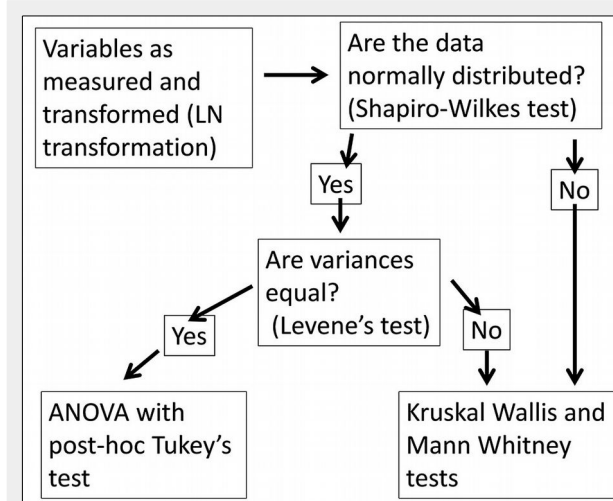 Variables as
measured and
transformed (LN
transformation)
Are the data
normally distributed?
(Shapiro-Wilkes test)
Yes
No
Are variances
equal?
(Levene's test)
Yes
No
ANOVA with
post-hoc Tukey's
test
Kruskal Wallis and
Mann Whitney
tests